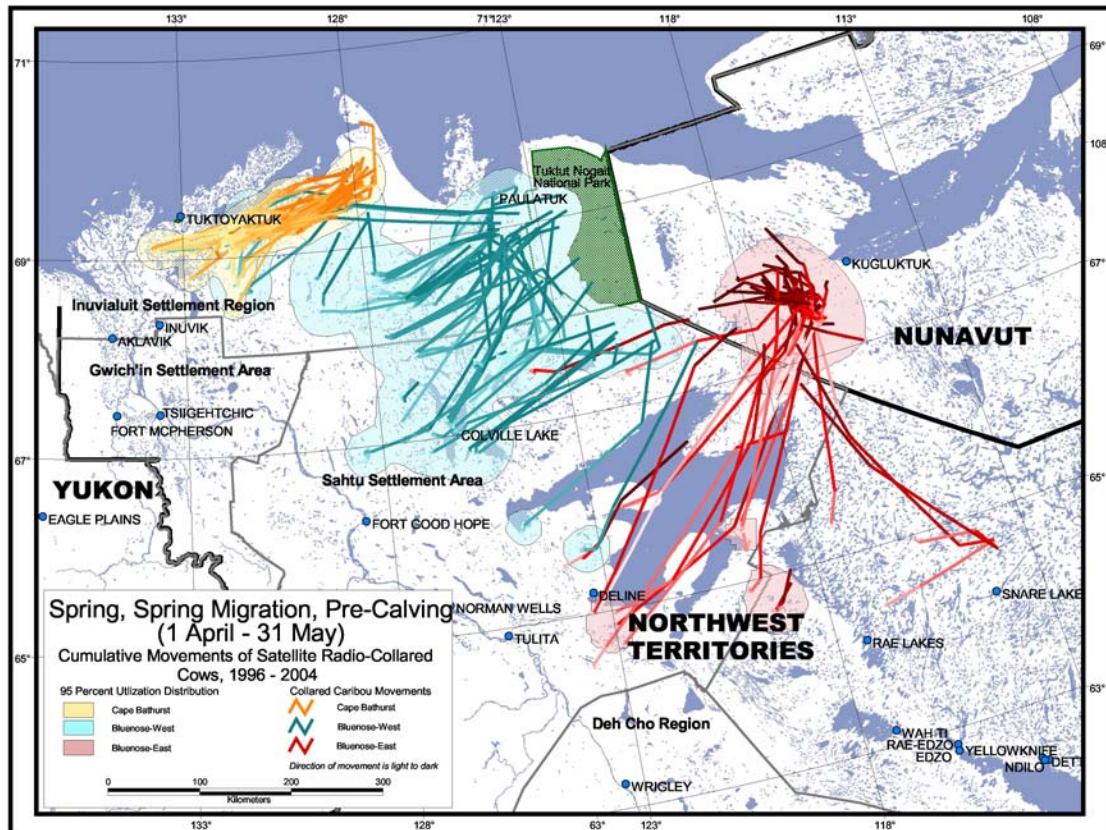 133°
128°
71°
123°
118°
113°
108°
71°
69°
108°
Tuktut Nogait
National Park
PAULATUK
TUKTOYAKTUK
69°
67°
KUGLUKTUK
Inuvialuit Settlement Region
INUVIK
AKLAVIK
NUNAVUT
Gwich'in Settlement Area
TSIIGEHTCHIC
FORT MCPHERSON
COLVILLE LAKE
67°
65°
Sahtu Settlement Area
YUKON
EAGLE PLAINS
FORT GOOD HOPE
DELINE
SNARE LAKE
NORMAN WELLS
TULITA
NORTHWEST
TERRITORIES
RAE LAKES
65°
63°
Deh Cho Region
WAH TI
RAE-EDZO
EDZO
YELLOWKNIFE
NDILO
DETT
WRIGLEY
Spring, Spring Migration, Pre-Calving
(1 April - 31 May)
Cumulative Movements of Satellite Radio-Collared
Cows, 1996 - 2004
95 Percent Utlization Distribution
Collared Caribou Movements
Cape Bathurst
Cape Bathurst
Bluenose-West
Bluenose-West
Bluenose-East
Bluenose-East
Direction of movement is light to dark
0
100
200
300
Kilometers
133°
128°
63°
123°
118°